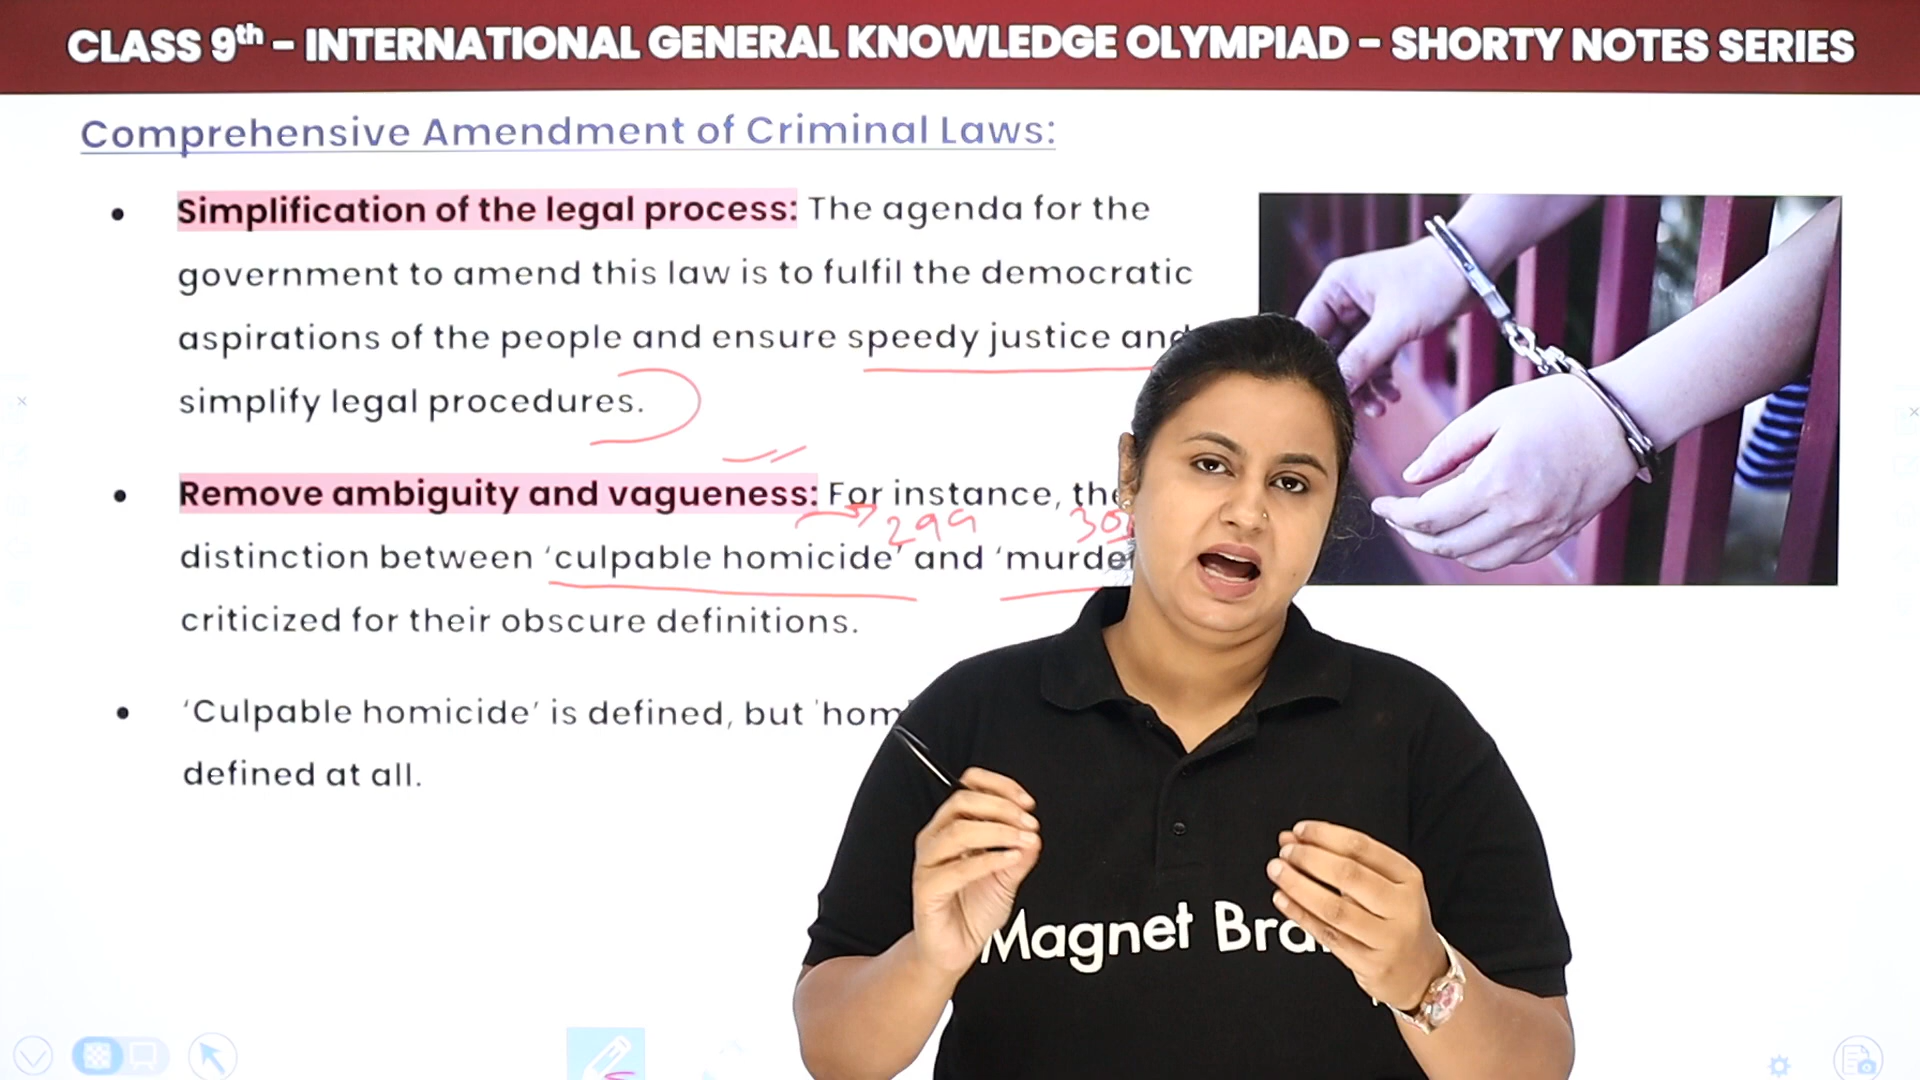 CLASS 9th - INTERNATIONAL GENERAL KNOWLEDGE OLYMPIAD - SHORTY NOTES SERIES
Comprehensive Amendment of Criminal Laws:
• Simplification of the legal process: The agenda for the
government to amend this law is to fulfil the democratic
aspirations of the people and ensure speedy justice and
simplify legal procedures.
• Remove ambiguity and vagueness: For instance, the
299
distinction between ‘culpable homicide’ and ‘murde
criticized for their obscure definitions.
• ‘Culpable homicide’ is defined, but 'hom
defined at all.
Magnet Bra